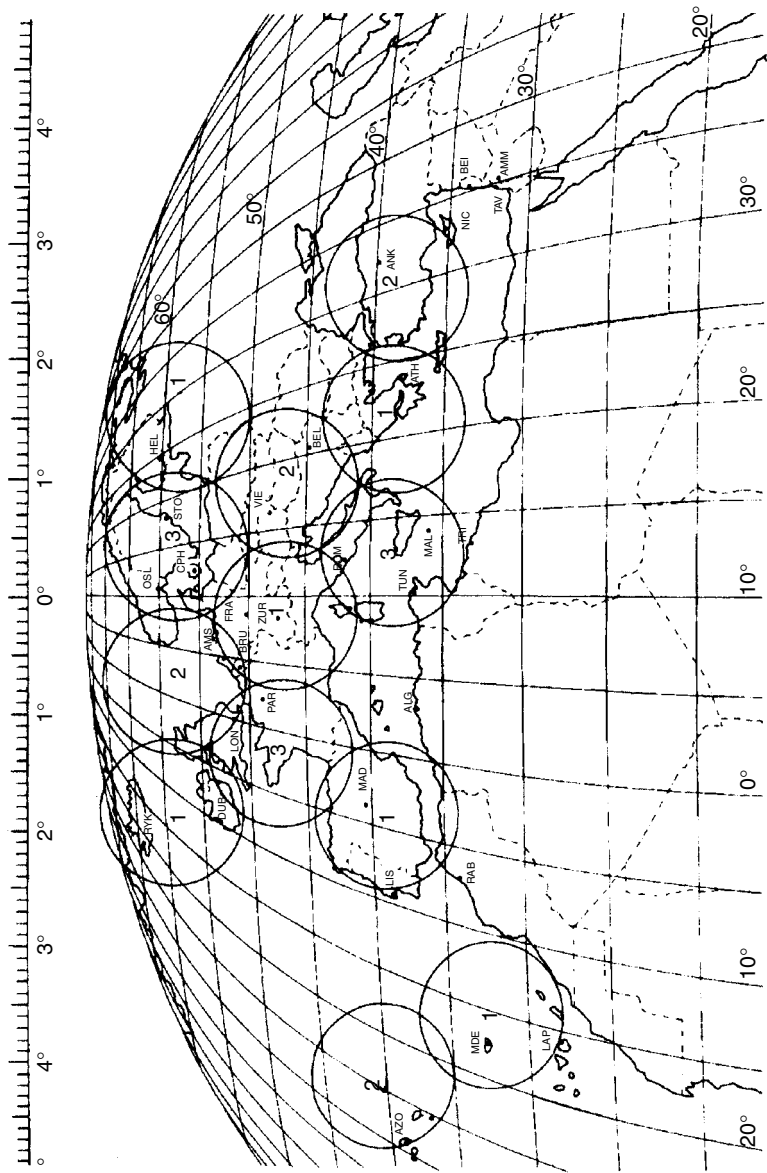 4° 3° 2° 1° 0° 1° 2° 3° 4°
RYK OSL HEL 60°
1 2 CPH 3 STO 1
DUB AMS FRA
LON BRU ZUR VIE 50°
PAR
3 1 2
BEL
ROM
MAD
2 1 3 1 2 ANK 40°
LIS
AZO ALG TUN ATH
MAL
TRI NIC BEI
RAB
MDE 1 TAV AMM
30°
LAP
20°
20° 10° 0° 10° 20° 30°